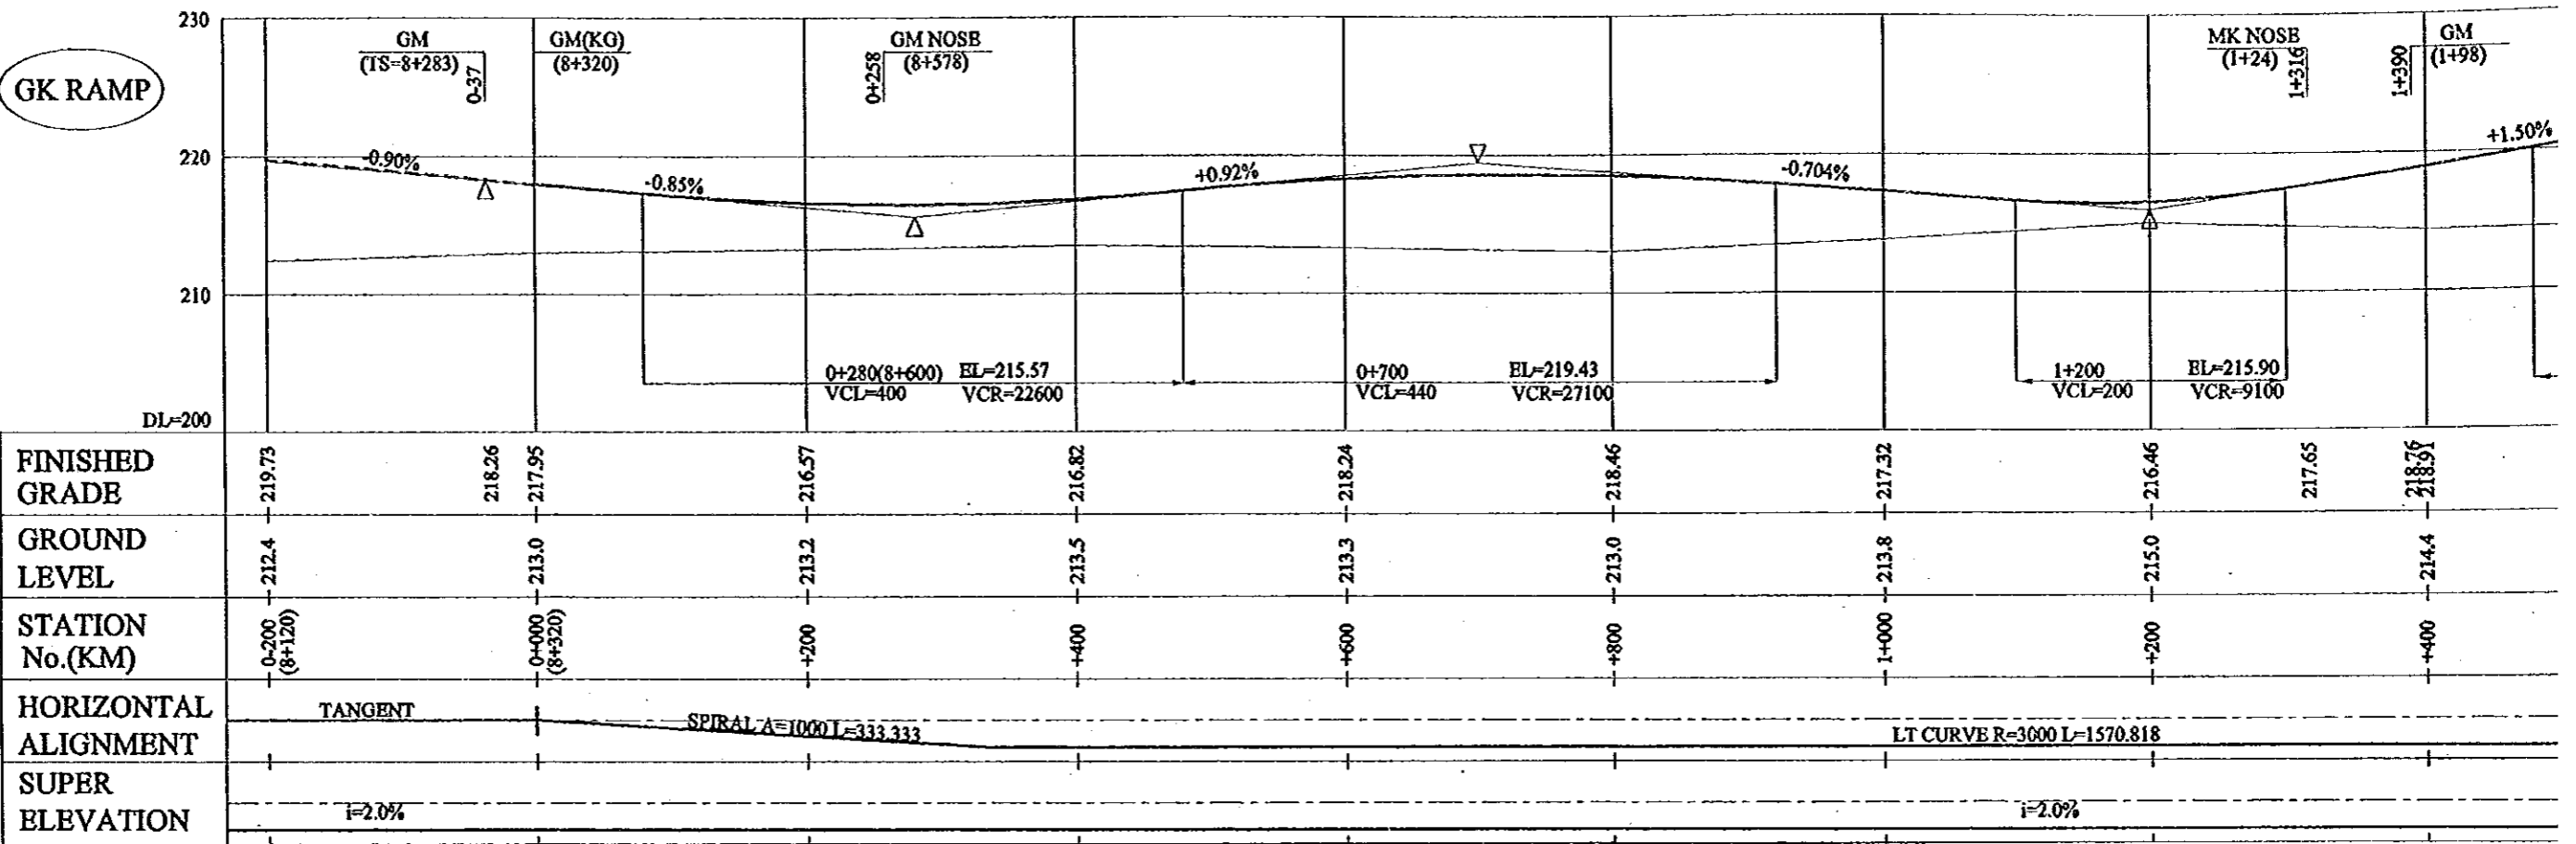 230
GM
(TS=8+283)
0-37
GM(KG)
(8+320)
0+258
GM NOSE
(8+578)
MK NOSE
(1+24)
1+316
1+390
GM
(1+98)
GK RAMP
220
-0.90%
-0.85%
+0.92%
-0.704%
+1.50%
210
0+280(8+600) EL=215.57
VCL=400 VCR=22600
0+700 EL=219.43
VCL=440 VCR=27100
1+200 EL=215.90
VCL=200 VCR=9100
DL=200
FINISHED
GRADE
219.73
218.26
217.95
216.57
216.82
218.24
218.46
217.32
216.46
217.65
218.76
218.91
GROUND
LEVEL
212.4
213.0
213.2
213.5
213.3
213.0
213.8
215.0
214.4
STATION
No.(KM)
0-200
(8+120)
0+000
(8+320)
+200
+400
+600
+800
1+000
+200
+400
HORIZONTAL
ALIGNMENT
TANGENT
SPIRAL A=1000 L=333.333
LT CURVE R=3000 L=1570.818
SUPER
ELEVATION
i=2.0%
i=2.0%